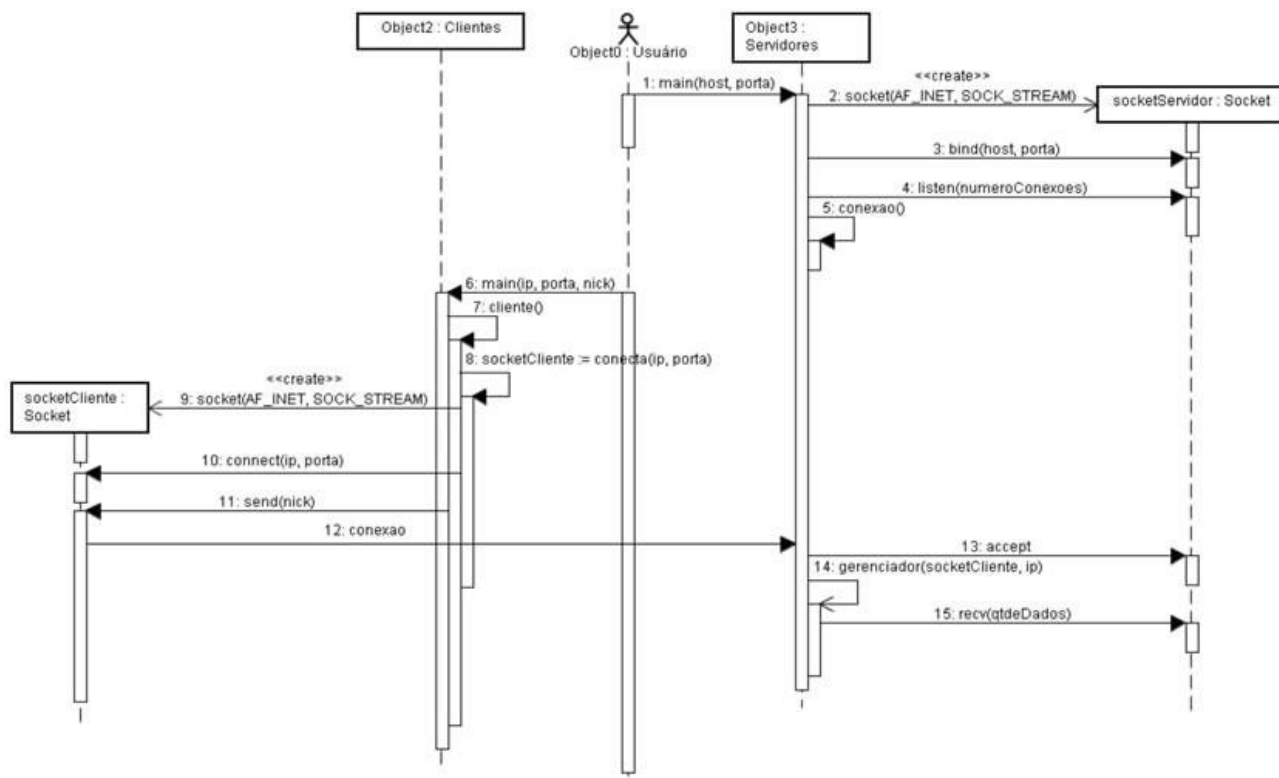 Object2 : Clientes
Object0 : Usuário
Object3 :
Servidores
<<create>>
socketServidor : Socket
1: main(host, porta)
2: socket(AF_INET, SOCK_STREAM)
3: bind(host, porta)
4: listen(numeroConexoes)
5: conexao()
6: main(ip, porta, nick)
7: cliente()
8: socketCliente := conecta(ip, porta)
<<create>>
socketCliente :
Socket
9: socket(AF_INET, SOCK_STREAM)
10: connect(ip, porta)
11: send(nick)
12: conexao
13: accept
14: gerenciador(socketCliente, ip)
15: recv(qtdeDados)